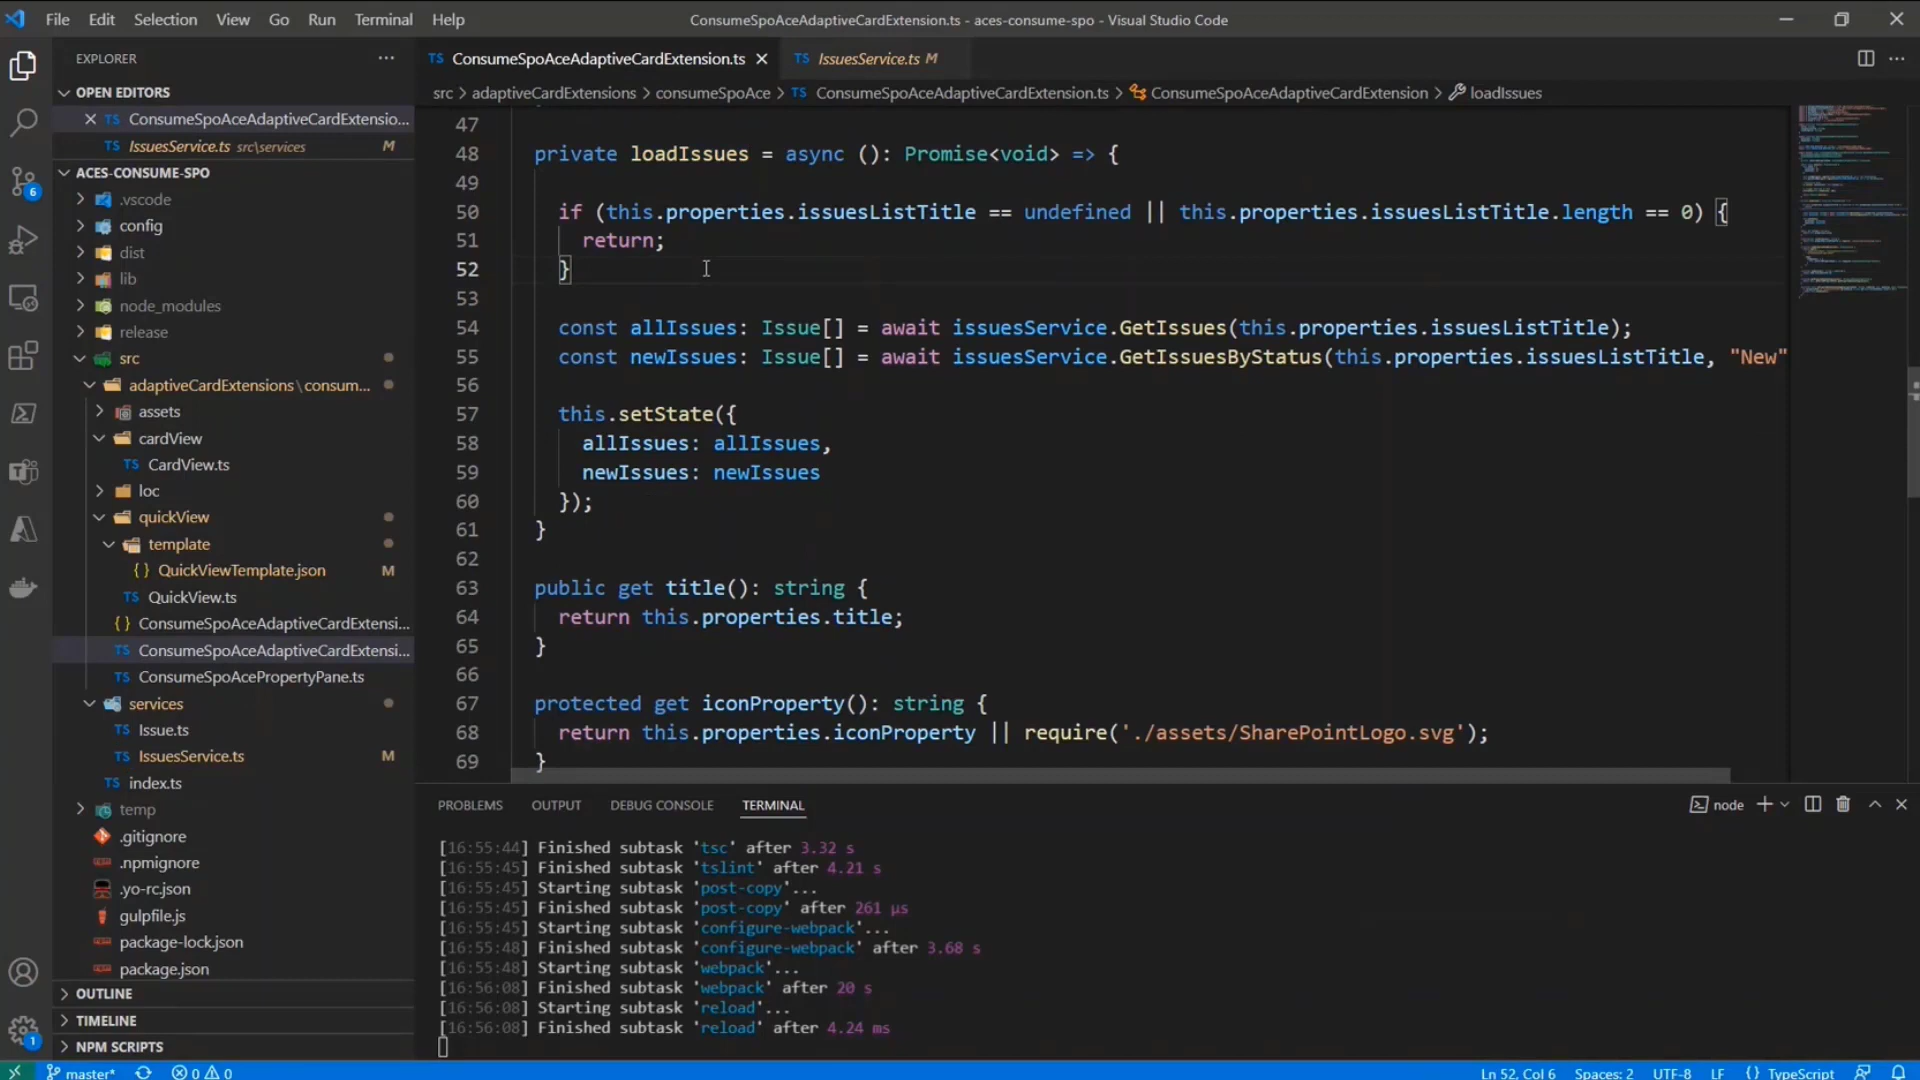 File Edit Selection View Go Run Terminal Help
ConsumeSpoAceAdaptiveCardExtension.ts - aces-consume-spo - Visual Studio Code
EXPLORER
OPEN EDITORS
TS ConsumeSpoAceAdaptiveCardExtensio...
TS IssuesService.ts src\services M
ACES-CONSUME-SPO
.vscode
config
dist
lib
node_modules
release
src
adaptiveCardExtensions\consum...
assets
cardView
TS CardView.ts
loc
quickView
template
{} QuickViewTemplate.json M
TS QuickView.ts
{} ConsumeSpoAceAdaptiveCardExtensi...
TS ConsumeSpoAceAdaptiveCardExtensi...
TS ConsumeSpoAcePropertyPane.ts
services
TS Issue.ts
TS IssuesService.ts M
TS index.ts
temp
.gitignore
.npmignore
.yo-rc.json
gulpfile.js
package-lock.json
package.json
OUTLINE
TIMELINE
NPM SCRIPTS
6
1
TS ConsumeSpoAceAdaptiveCardExtension.ts
TS IssuesService.ts M
src > adaptiveCardExtensions > consumeSpoAce > TS ConsumeSpoAceAdaptiveCardExtension.ts > ConsumeSpoAceAdaptiveCardExtension > loadIssues
47
48 private loadIssues = async (): Promise<void> => {
49
50 if (this.properties.issuesListTitle == undefined || this.properties.issuesListTitle.length == 0) {
51 return;
52 }
53
54 const allIssues: Issue[] = await issuesService.GetIssues(this.properties.issuesListTitle);
55 const newIssues: Issue[] = await issuesService.GetIssuesByStatus(this.properties.issuesListTitle, "New"
56
57 this.setState({
58 allIssues: allIssues,
59 newIssues: newIssues
60 });
61 }
62
63 public get title(): string {
64 return this.properties.title;
65 }
66
67 protected get iconProperty(): string {
68 return this.properties.iconProperty || require('./assets/SharePointLogo.svg');
69 }
PROBLEMS OUTPUT DEBUG CONSOLE TERMINAL
node
[16:55:44] Finished subtask 'tsc' after 3.32 s
[16:55:45] Finished subtask 'tslint' after 4.21 s
[16:55:45] Starting subtask 'post-copy'...
[16:55:45] Finished subtask 'post-copy' after 261 μs
[16:55:45] Starting subtask 'configure-webpack'...
[16:55:48] Finished subtask 'configure-webpack' after 3.68 s
[16:55:48] Starting subtask 'webpack'...
[16:56:08] Finished subtask 'webpack' after 20 s
[16:56:08] Starting subtask 'reload'...
[16:56:08] Finished subtask 'reload' after 4.24 ms
master* 0 0
Ln 52, Col 6 Spaces: 2 UTF-8 LF {} TypeScript